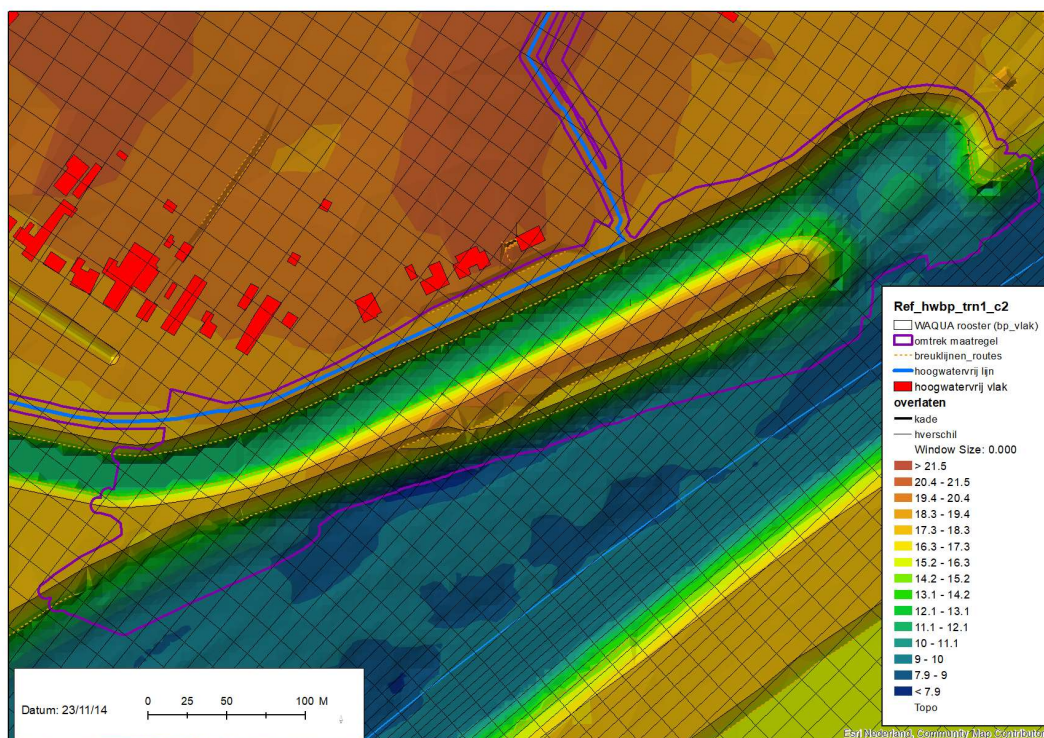 Ref_hwbp_trn1_c2
WAQUA rooster (bp_vlak)
omtrek maatregel
breuklijnen_routes
hoogwatervrij lijn
hoogwatervrij vlak
overlaten
kade
hverschil
Window Size: 0.000
> 21.5
20.4 - 21.5
19.4 - 20.4
18.3 - 19.4
17.3 - 18.3
16.3 - 17.3
15.2 - 16.3
14.2 - 15.2
13.1 - 14.2
12.1 - 13.1
11.1 - 12.1
10 - 11.1
9 - 10
7.9 - 9
< 7.9
Topo
Datum: 23/11/14
0 50 100 M
Esri Nederland, Community Map Contributor